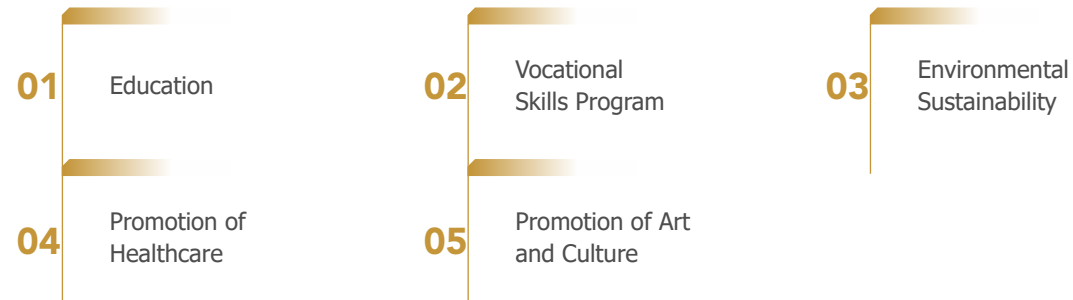 01
Education
02
Vocational
Skills Program
03
Environmental
Sustainability
04
Promotion of
Healthcare
05
Promotion of Art
and Culture